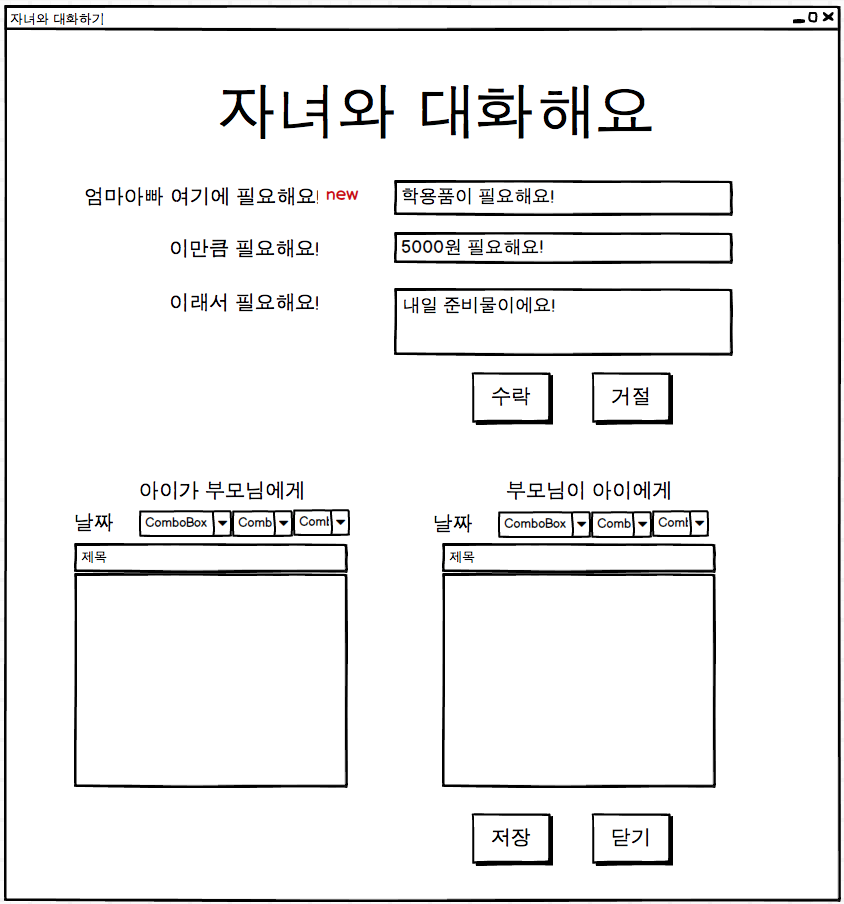 자녀와 대화하기
자녀와 대화해요
엄마아빠 여기에 필요해요! new 학용품이 필요해요!
이만큼 필요해요! 5000원 필요해요!
이래서 필요해요! 내일 준비물이에요!
수락 거절
아이가 부모님에게 부모님이 아이에게
날짜 ComboBox Comb Comb 날짜 ComboBox Comb Comb
제목 제목
저장 닫기